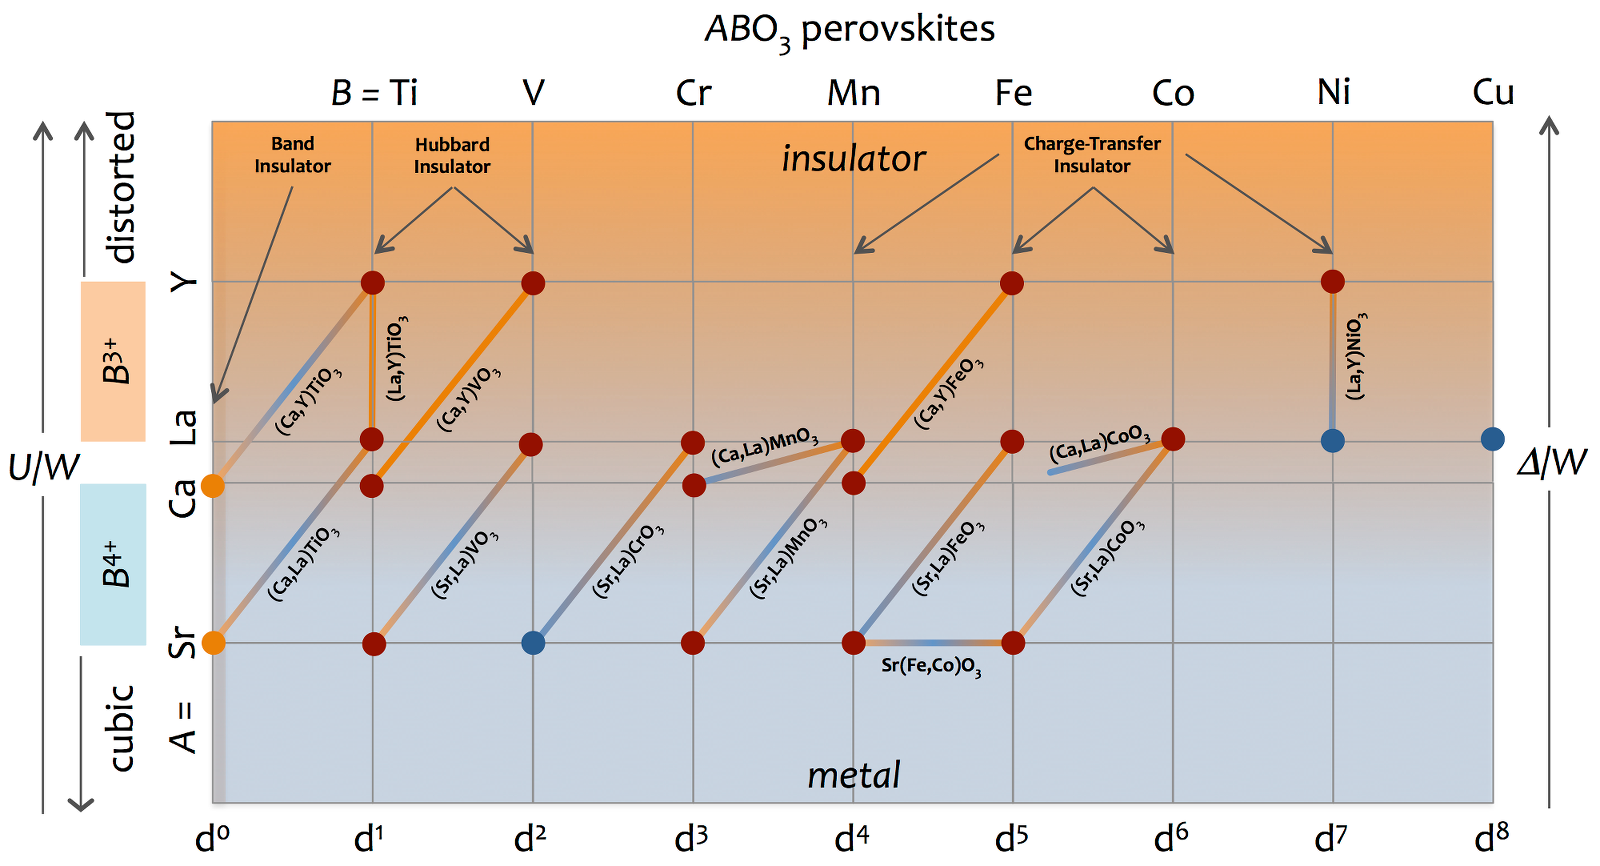 ABO₃ perovskites
B = Ti V Cr Mn Fe Co Ni Cu
distorted
Band
Insulator
Hubbard
Insulator
insulator
Charge-Transfer
Insulator
Y
B³⁺
La
U/W
Ca
B⁴⁺
Sr
A =
cubic
Δ/W
(Ca,Y)TiO₃
(La,Y)TiO₃
(Ca,Y)VO₃
(Ca,Y)FeO₃
(La,Y)NiO₃
(Ca,La)MnO₃
(Ca,La)CoO₃
(Ca,La)TiO₃
(Sr,La)VO₃
(Sr,La)CrO₃
(Sr,La)MnO₃
(Sr,La)FeO₃
(Sr,La)CoO₃
Sr(Fe,Co)O₃
metal
d⁰ d¹ d² d³ d⁴ d⁵ d⁶ d⁷ d⁸